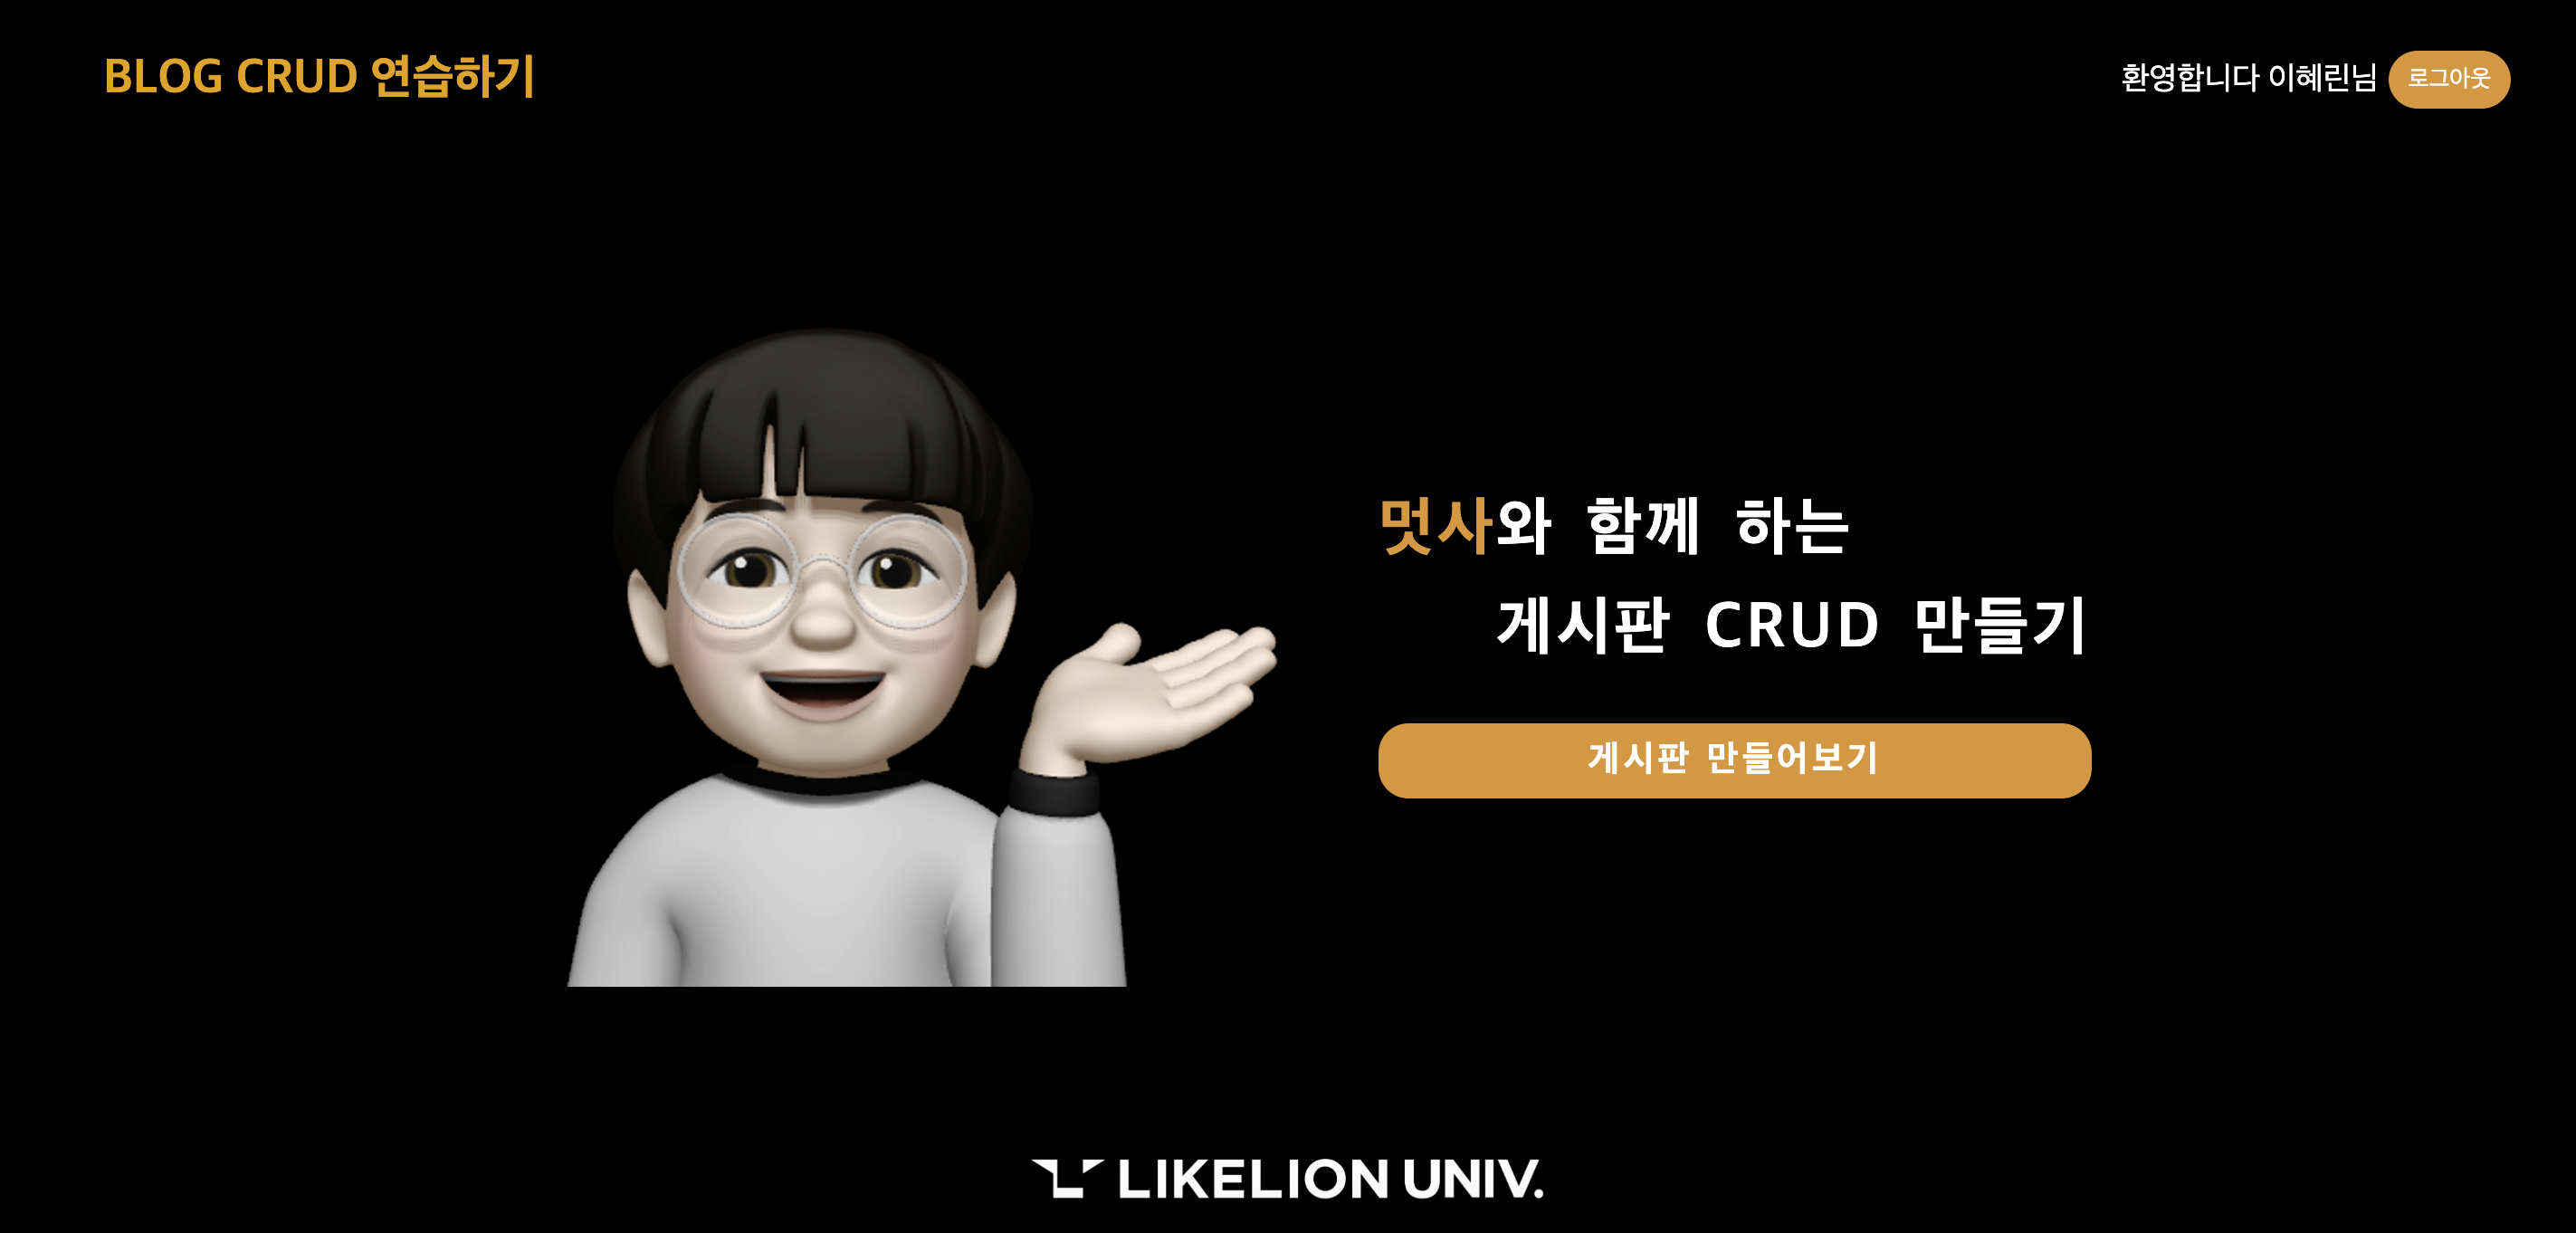 BLOG CRUD 연습하기
환영합니다 이혜린님
로그아웃
멋사와 함께 하는
게시판 CRUD 만들기
게시판 만들어보기
LIKELION UNIV.